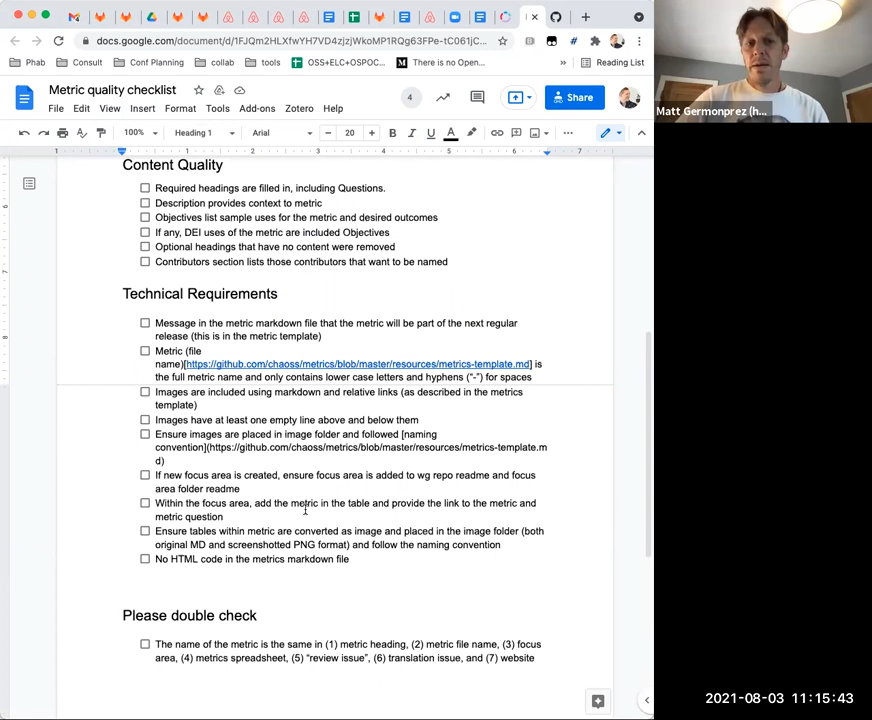 docs.google.com/document/d/1FJQm2HLXfwYH7VD4zjzjWkoMP1RQg63FPe-tC061jC...
Phab
Consult
Conf Planning
collab
tools
OSS+ELC+OSPOC...
There is no Open...
»
Reading List
Metric quality checklist
4
Share
File Edit View Insert Format Tools Add-ons Zotero Help
100%
Heading 1
Arial
20
B I U A
1 1 2 3 4 5 6 7
Content Quality
Required headings are filled in, including Questions.
Description provides context to metric
Objectives list sample uses for the metric and desired outcomes
If any, DEI uses of the metric are included Objectives
Optional headings that have no content were removed
Contributors section lists those contributors that want to be named
Technical Requirements
Message in the metric markdown file that the metric will be part of the next regular
release (this is in the metric template)
Metric (file
name)[https://github.com/chaoss/metrics/blob/master/resources/metrics-template.md] is
the full metric name and only contains lower case letters and hyphens (“-”) for spaces
Images are included using markdown and relative links (as described in the metrics
template)
Images have at least one empty line above and below them
Ensure images are placed in image folder and followed [naming
convention](https://github.com/chaoss/metrics/blob/master/resources/metrics-template.m
d)
If new focus area is created, ensure focus area is added to wg repo readme and focus
area folder readme
Within the focus area, add the metric in the table and provide the link to the metric and
metric question
Ensure tables within metric are converted as image and placed in the image folder (both
original MD and screenshotted PNG format) and follow the naming convention
No HTML code in the metrics markdown file
Please double check
The name of the metric is the same in (1) metric heading, (2) metric file name, (3) focus
area, (4) metrics spreadsheet, (5) “review issue”, (6) translation issue, and (7) website
Matt Germonprez (h...
2021-08-03 11:15:43